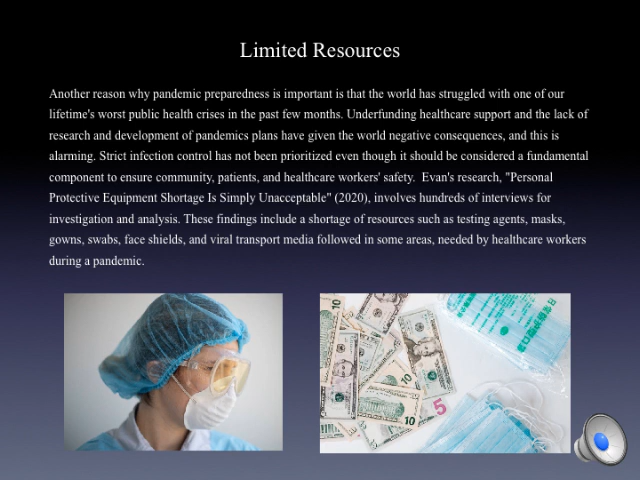 Limited Resources
Another reason why pandemic preparedness is important is that the world has struggled with one of our
lifetime's worst public health crises in the past few months. Underfunding healthcare support and the lack of
research and development of pandemics plans have given the world negative consequences, and this is
alarming. Strict infection control has not been prioritized even though it should be considered a fundamental
component to ensure community, patients, and healthcare workers' safety.  Evan's research, "Personal
Protective Equipment Shortage Is Simply Unacceptable" (2020), involves hundreds of interviews for
investigation and analysis. These findings include a shortage of resources such as testing agents, masks,
gowns, swabs, face shields, and viral transport media followed in some areas, needed by healthcare workers
during a pandemic.
10
10
10
5